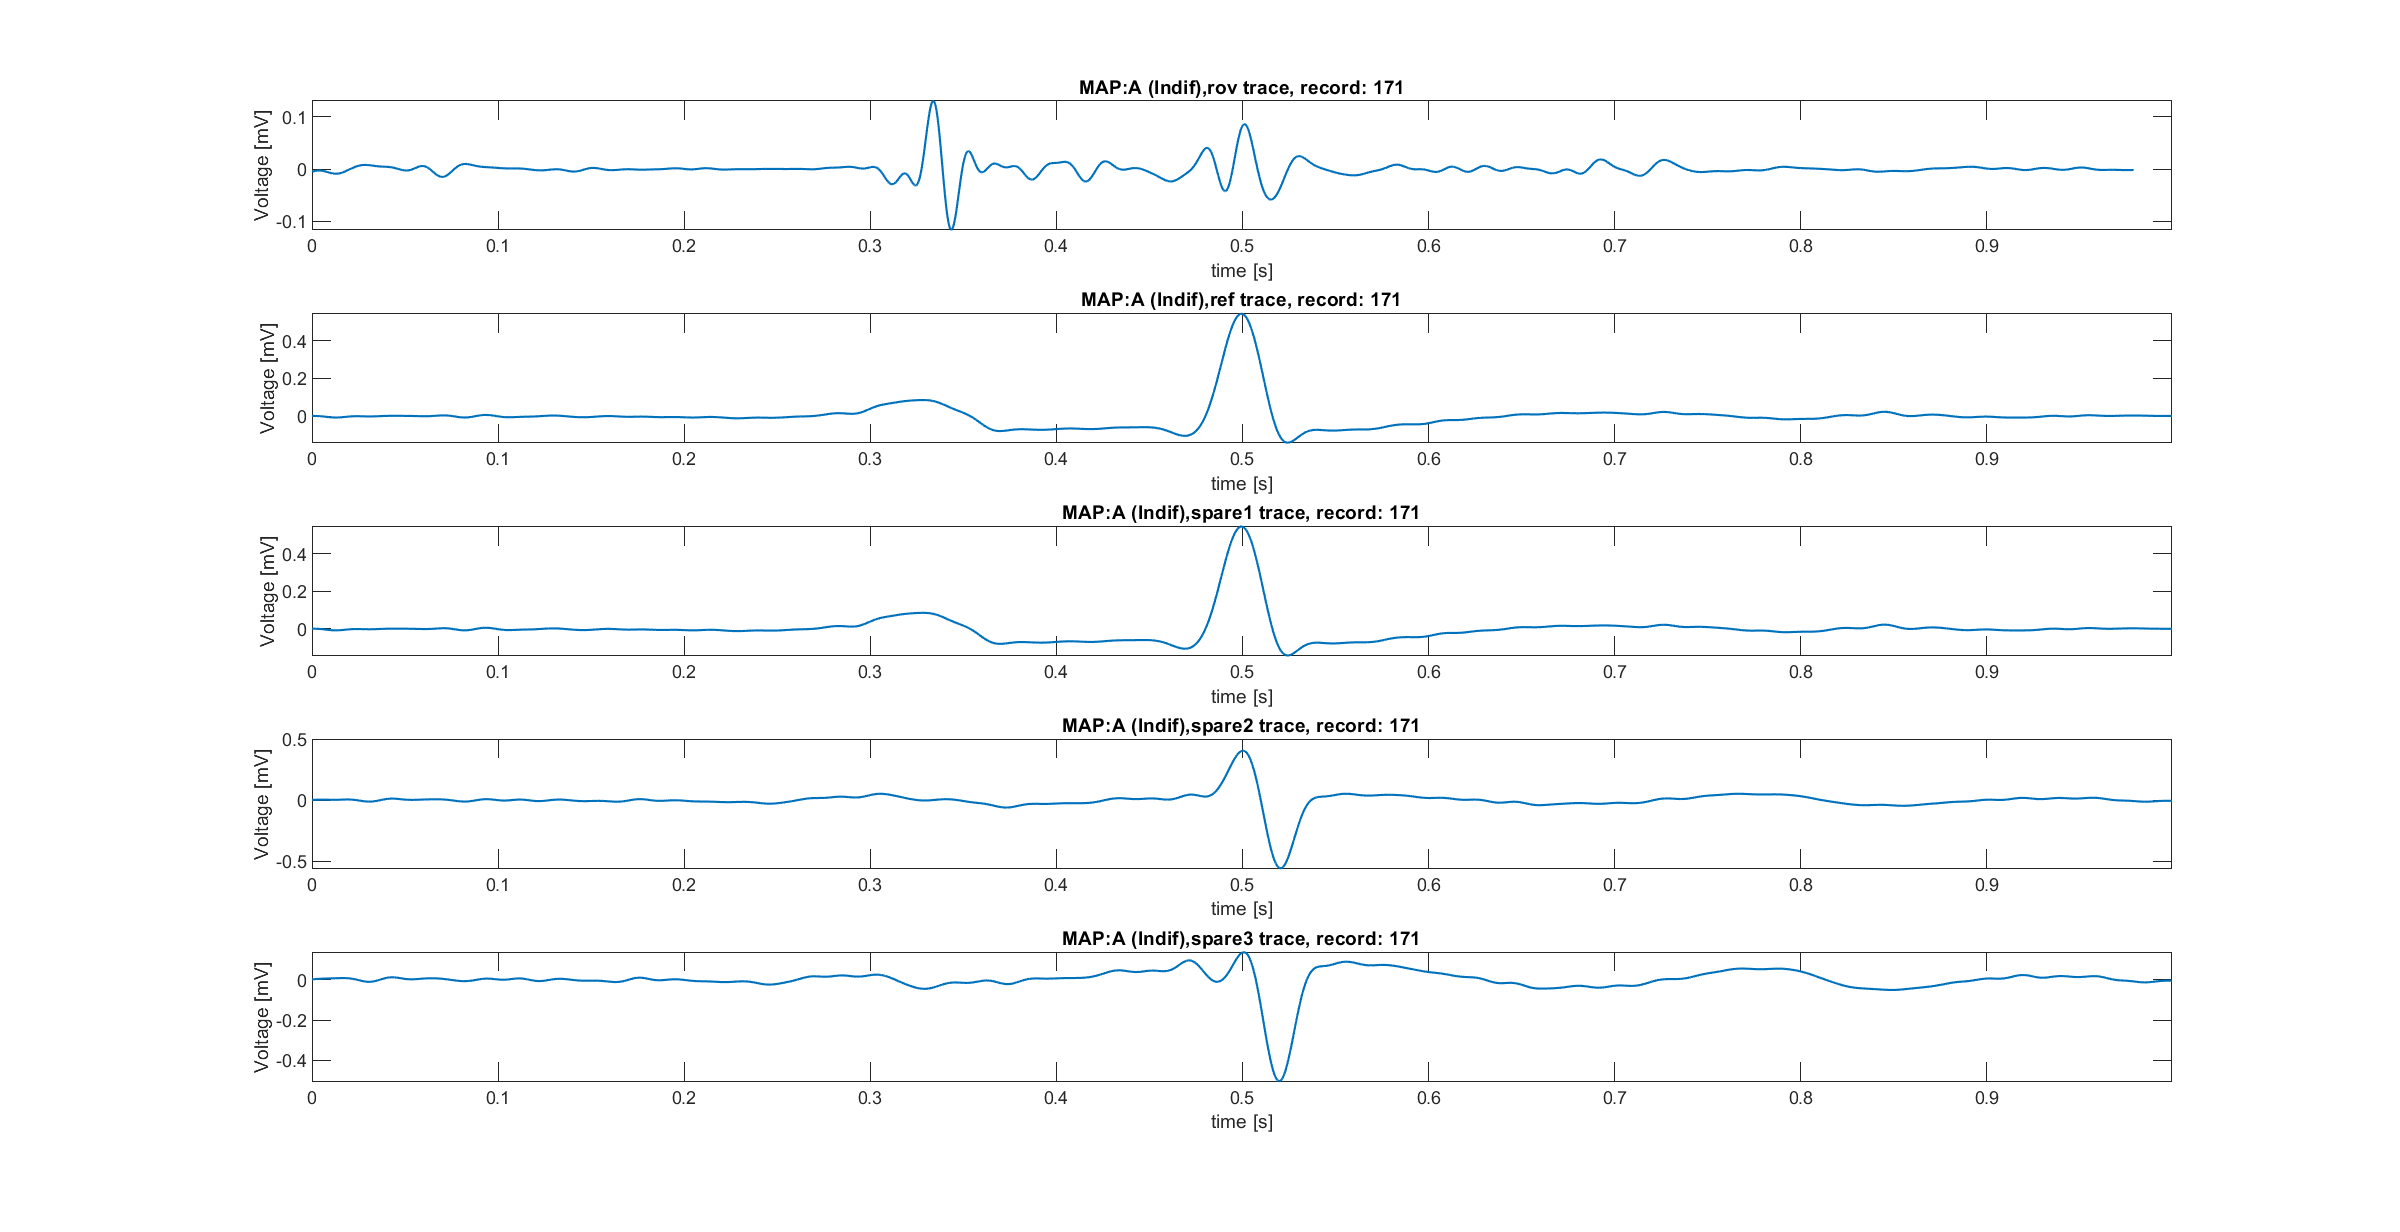 MAP:A (Indif),rov trace, record: 171
Voltage [mV]
0.1
0
-0.1
0 0.1 0.2 0.3 0.4 0.5 0.6 0.7 0.8 0.9
time [s]
MAP:A (Indif),ref trace, record: 171
Voltage [mV]
0.4
0.2
0
0 0.1 0.2 0.3 0.4 0.5 0.6 0.7 0.8 0.9
time [s]
MAP:A (Indif),spare1 trace, record: 171
Voltage [mV]
0.4
0.2
0
0 0.1 0.2 0.3 0.4 0.5 0.6 0.7 0.8 0.9
time [s]
MAP:A (Indif),spare2 trace, record: 171
Voltage [mV]
0.5
0
-0.5
0 0.1 0.2 0.3 0.4 0.5 0.6 0.7 0.8 0.9
time [s]
MAP:A (Indif),spare3 trace, record: 171
Voltage [mV]
0
-0.2
-0.4
0 0.1 0.2 0.3 0.4 0.5 0.6 0.7 0.8 0.9
time [s]